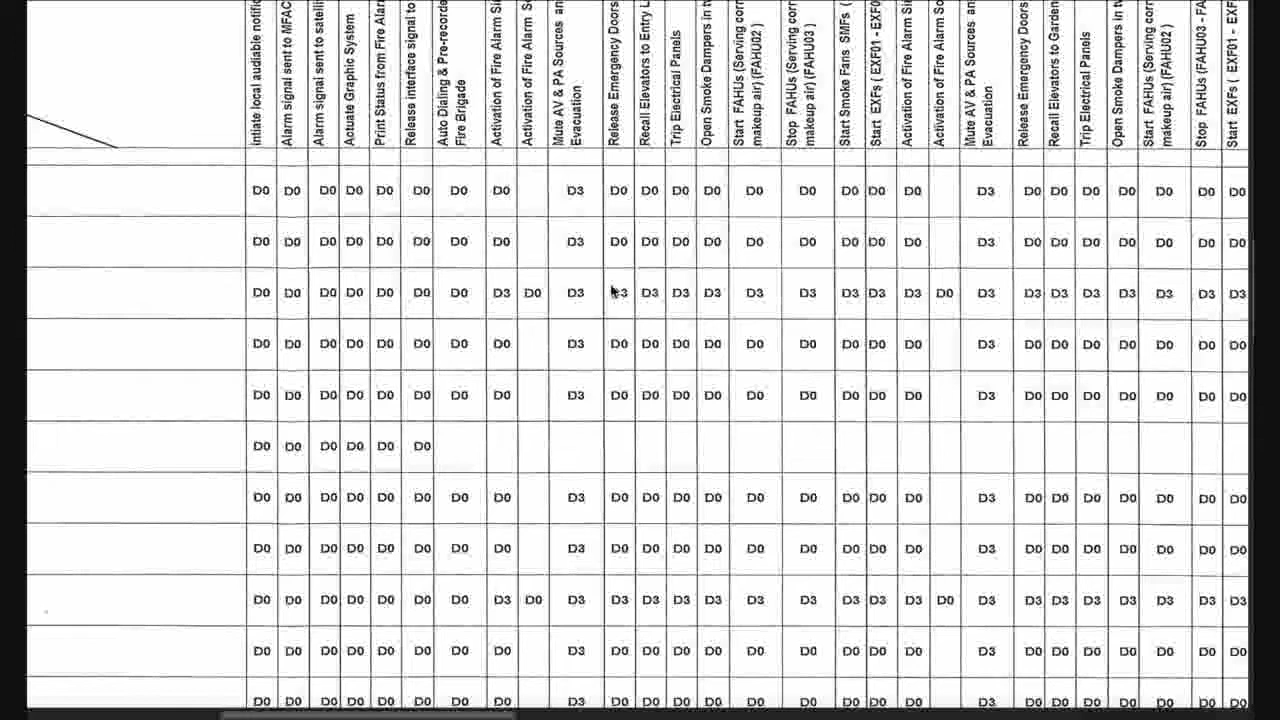 intiate local audible notific
Alarm signal sent to MFAC
Alarm signal sent to satelli
Actuate Graphic System
Print Status from Fire Alar
Release interface signal to
Auto Dialing & Pre-recorde
Fire Brigade
Activation of Fire Alarm Si
Activation of Fire Alarm So
Mute AV & PA Sources an
Evacuation
Release Emergency Doors
Recall Elevators to Entry L
Trip Electrical Panels
Open Smoke Dampers in t
Start FAHUs (Serving corr
makeup air) (FAHU02 )
Stop FAHUs (Serving corr
makeup air) (FAHU03 )
Start Smoke Fans SMFs (
Start EXFs ( EXF01 - EXF0
Activation of Fire Alarm Si
Activation of Fire Alarm So
Mute AV & PA Sources an
Evacuation
Release Emergency Doors
Recall Elevators to Garden
Trip Electrical Panels
Open Smoke Dampers in t
Start FAHUs (Serving corr
makeup air) (FAHU02 )
Stop FAHUs (FAHU03 - FA
Start EXFs ( EXF01 - EXF
D0 D0 D0 D0 D0 D0 D0 D0 D3 D0 D0 D0 D0 D0 D0 D0 D0 D0 D3 D0 D0 D0 D0 D0 D0 D0
D0 D0 D0 D0 D0 D0 D0 D0 D3 D0 D0 D0 D0 D0 D0 D0 D0 D0 D3 D0 D0 D0 D0 D0 D0 D0
D0 D0 D0 D0 D0 D0 D0 D3 D0 D3 D3 D3 D3 D3 D3 D3 D3 D3 D3 D0 D3 D3 D3 D3 D3 D3 D3 D3
D0 D0 D0 D0 D0 D0 D0 D0 D3 D0 D0 D0 D0 D0 D0 D0 D0 D0 D3 D0 D0 D0 D0 D0 D0 D0
D0 D0 D0 D0 D0 D0 D0 D0 D3 D0 D0 D0 D0 D0 D0 D0 D0 D0 D3 D0 D0 D0 D0 D0 D0 D0
D0 D0 D0 D0 D0 D0
D0 D0 D0 D0 D0 D0 D0 D0 D3 D0 D0 D0 D0 D0 D0 D0 D0 D0 D3 D0 D0 D0 D0 D0 D0 D0
D0 D0 D0 D0 D0 D0 D0 D0 D3 D0 D0 D0 D0 D0 D0 D0 D0 D0 D3 D0 D0 D0 D0 D0 D0 D0
D0 D0 D0 D0 D0 D0 D0 D3 D0 D3 D3 D3 D3 D3 D3 D3 D3 D3 D3 D0 D3 D3 D3 D3 D3 D3 D3 D3
D0 D0 D0 D0 D0 D0 D0 D0 D3 D0 D0 D0 D0 D0 D0 D0 D0 D0 D3 D0 D0 D0 D0 D0 D0 D0
D0 D0 D0 D0 D0 D0 D0 D0 D3 D0 D0 D0 D0 D0 D0 D0 D0 D0 D3 D0 D0 D0 D0 D0 D0 D0